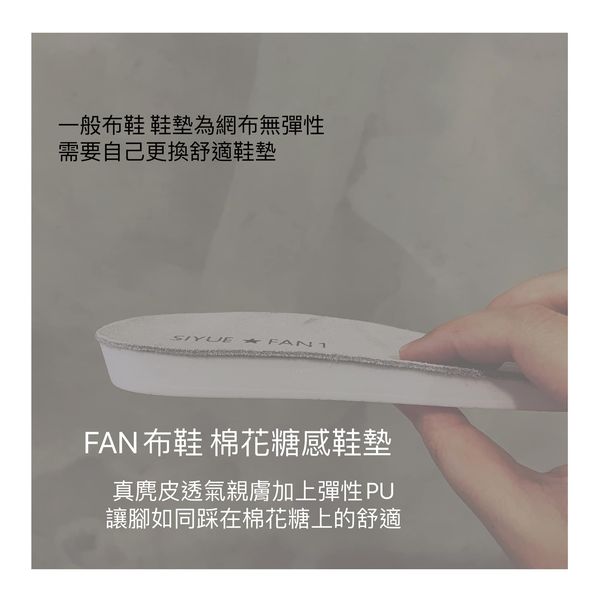 一般布鞋 鞋墊為網布無彈性
需要自己更換舒適鞋墊
SIYUE ★ FAN 1
FAN 布鞋 棉花糖感鞋墊
真麂皮透氣親膚加上彈性PU
讓腳如同踩在棉花糖上的舒適